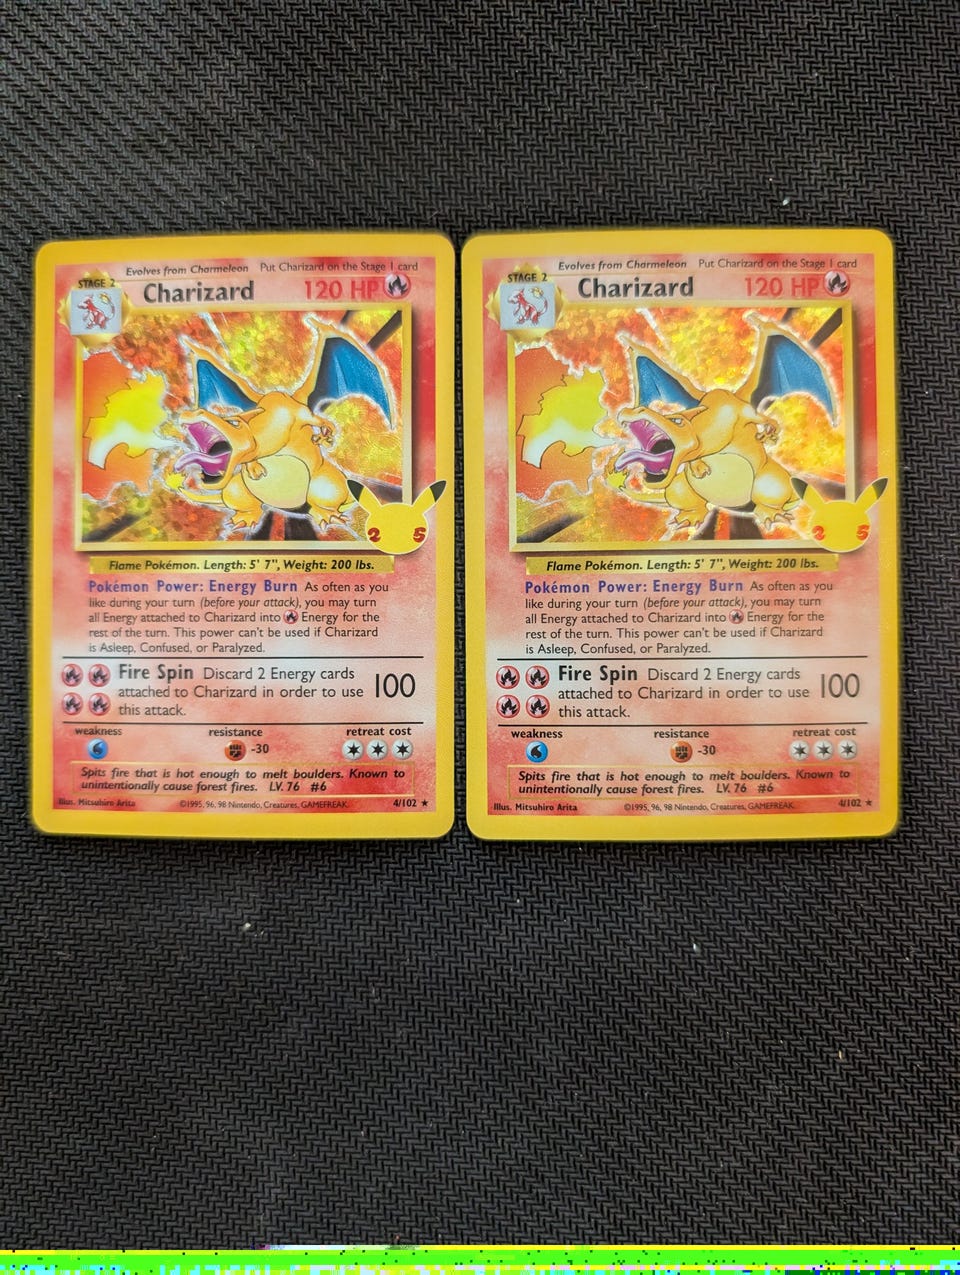 Evolves from Charmeleon Put Charizard on the Stage 1 card
STAGE 2
Charizard 120 HP
25
Flame Pokémon. Length: 5' 7", Weight: 200 lbs.
Pokémon Power: Energy Burn As often as you
like during your turn (before your attack), you may turn
all Energy attached to Charizard into Energy for the
rest of the turn. This power can't be used if Charizard
is Asleep, Confused, or Paralyzed.
Fire Spin Discard 2 Energy cards
attached to Charizard in order to use 100
this attack.
weakness resistance retreat cost
-30
Spits fire that is hot enough to melt boulders. Known to
unintentionally cause forest fires. LV. 76 #6
Illus. Mitsuhiro Arita ©1995, 96, 98 Nintendo, Creatures, GAMEFREAK. 4/102 ★
Evolves from Charmeleon Put Charizard on the Stage 1 card
STAGE 2
Charizard 120 HP
25
Flame Pokémon. Length: 5' 7", Weight: 200 lbs.
Pokémon Power: Energy Burn As often as you
like during your turn (before your attack), you may turn
all Energy attached to Charizard into Energy for the
rest of the turn. This power can't be used if Charizard
is Asleep, Confused, or Paralyzed.
Fire Spin Discard 2 Energy cards
attached to Charizard in order to use 100
this attack.
weakness resistance retreat cost
-30
Spits fire that is hot enough to melt boulders. Known to
unintentionally cause forest fires. LV. 76 #6
Illus. Mitsuhiro Arita ©1995, 96, 98 Nintendo, Creatures, GAMEFREAK. 4/102 ★